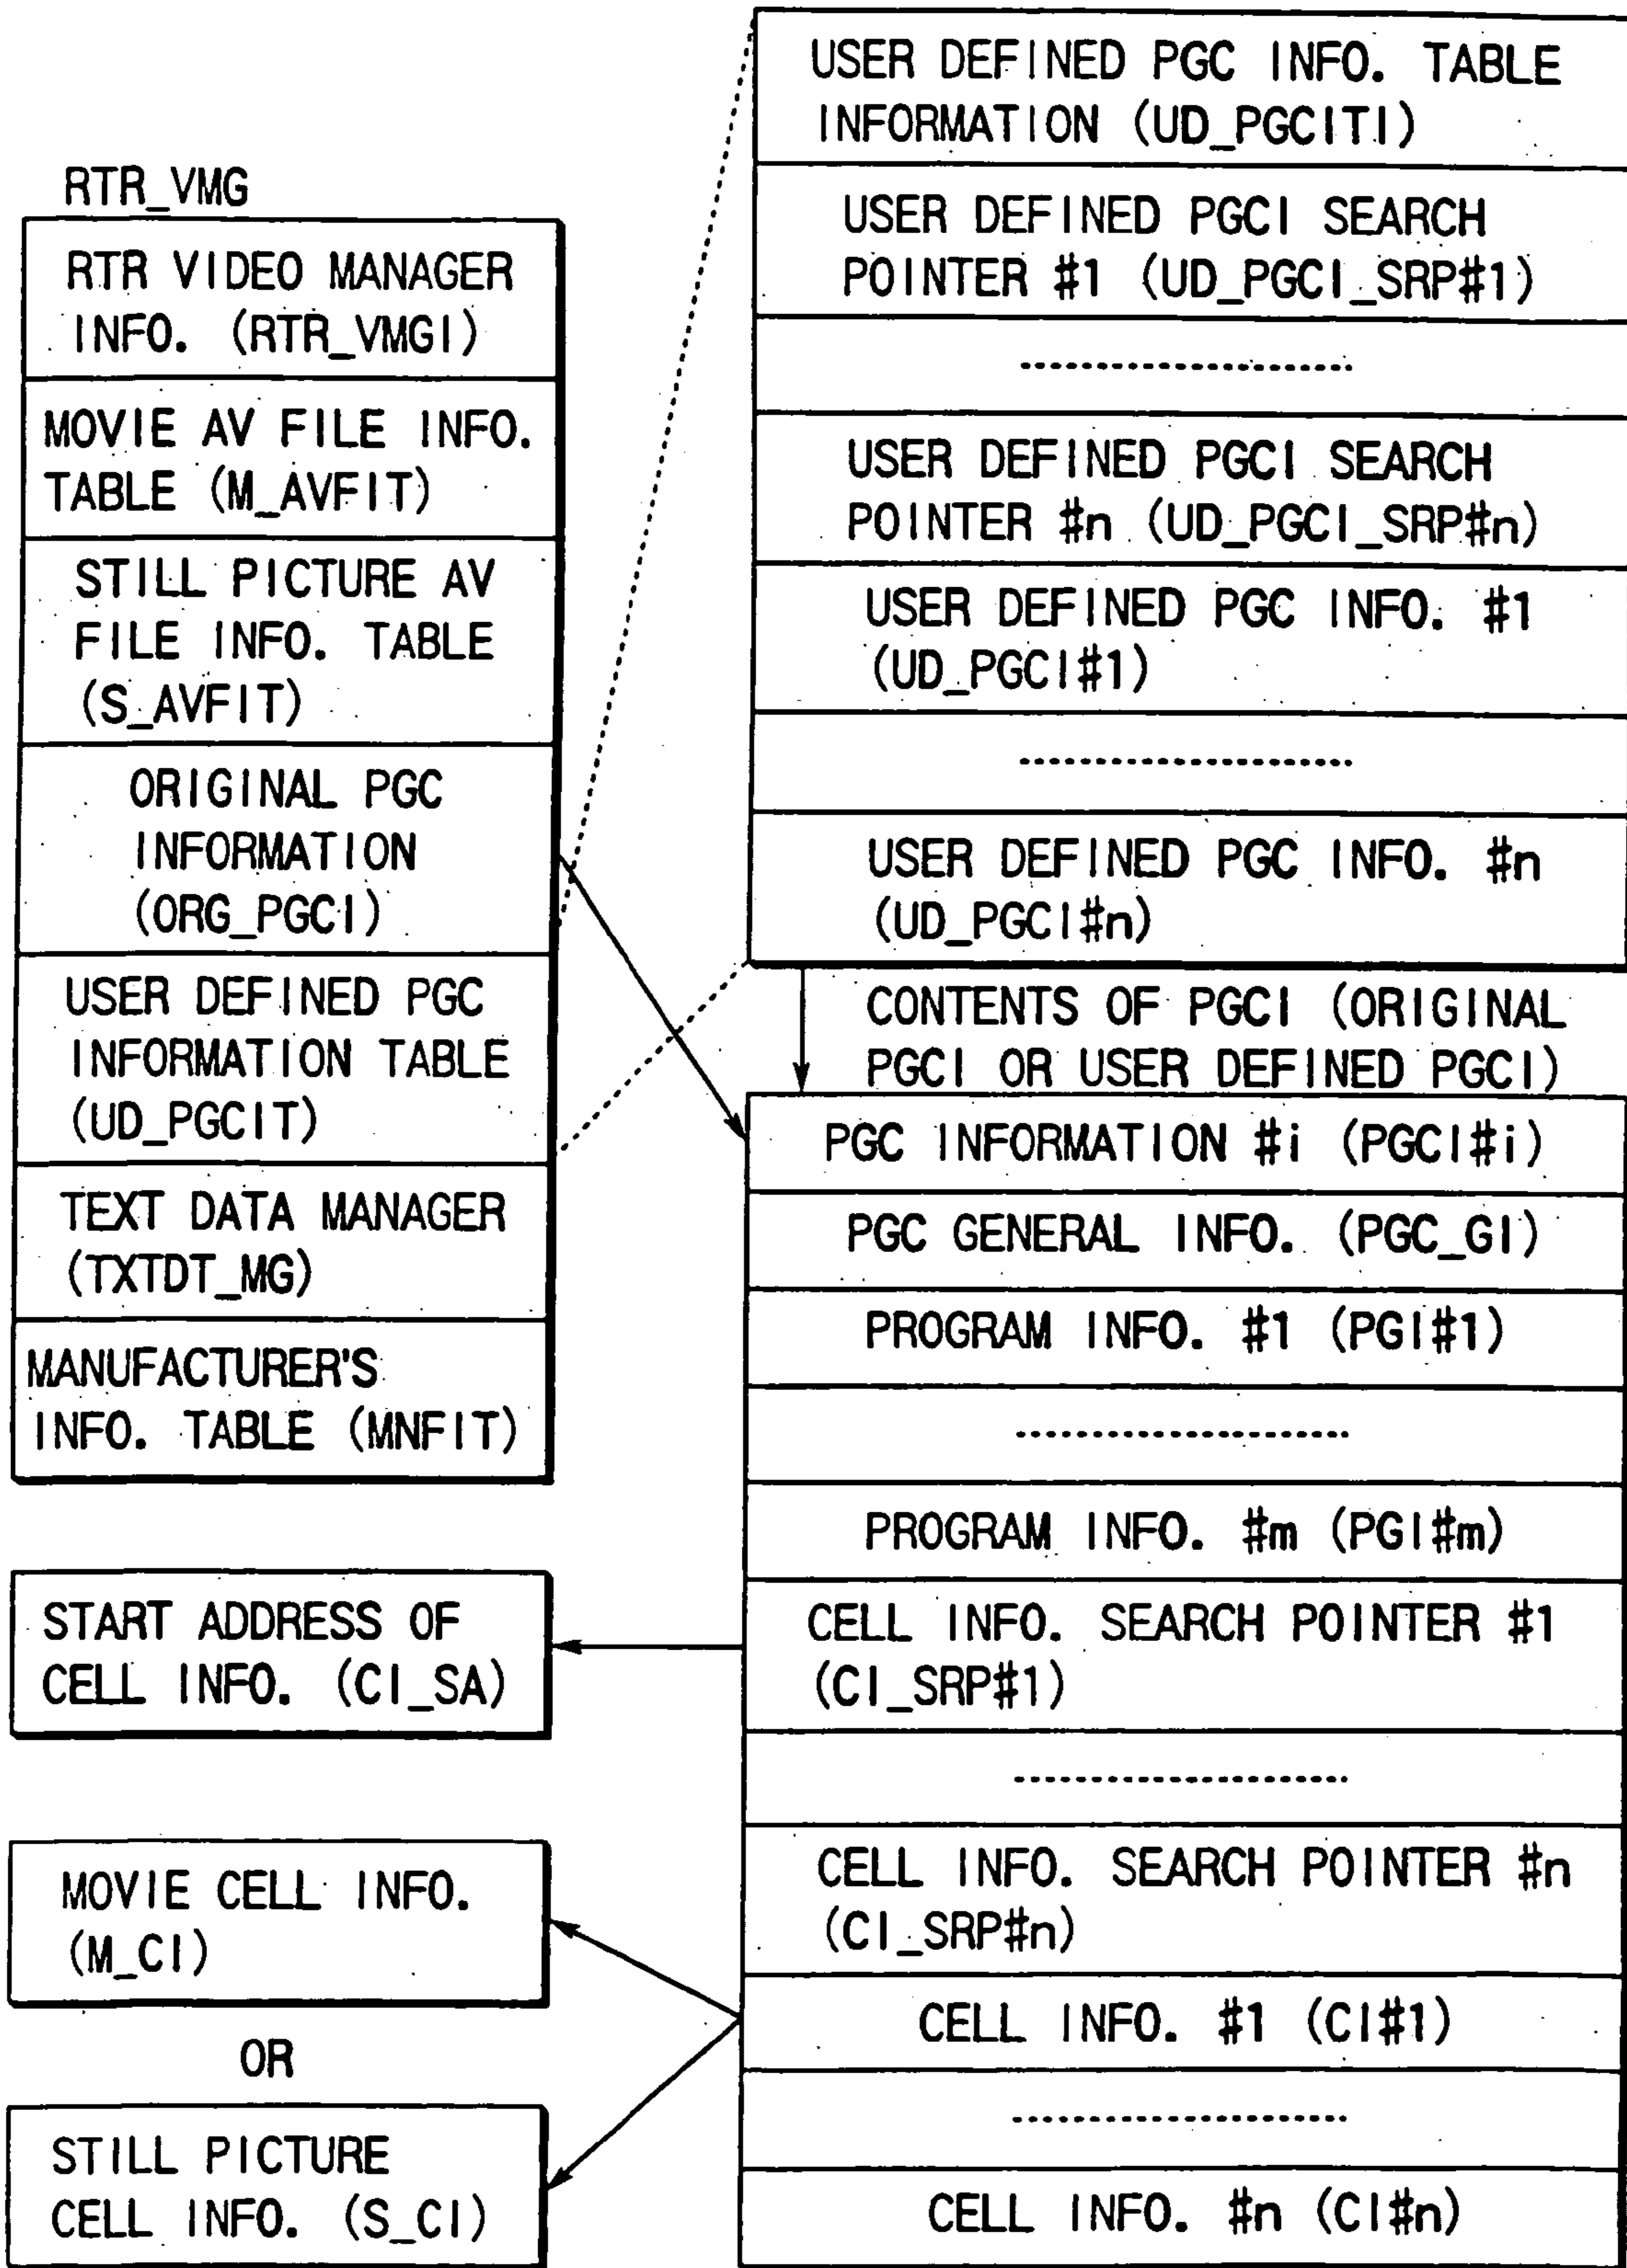 RTR_VMG
RTR VIDEO MANAGER
INFO. (RTR_VMGI)
MOVIE AV FILE INFO.
TABLE (M_AVFIT)
STILL PICTURE AV
FILE INFO. TABLE
(S_AVFIT)
ORIGINAL PGC
INFORMATION
(ORG_PGCI)
USER DEFINED PGC
INFORMATION TABLE
(UD_PGCIT)
TEXT DATA MANAGER
(TXTDT_MG)
MANUFACTURER'S
INFO. TABLE (MNFIT)
USER DEFINED PGC INFO. TABLE
INFORMATION (UD_PGCITI)
USER DEFINED PGCI SEARCH
POINTER #1 (UD_PGCI_SRP#1)
USER DEFINED PGCI SEARCH
POINTER #n (UD_PGCI_SRP#n)
USER DEFINED PGC INFO. #1
(UD_PGCI#1)
USER DEFINED PGC INFO. #n
(UD_PGCI#n)
CONTENTS OF PGCI (ORIGINAL
PGCI OR USER DEFINED PGCI)
PGC INFORMATION #i (PGCI#i)
PGC GENERAL INFO. (PGC_GI)
PROGRAM INFO. #1 (PGI#1)
PROGRAM INFO. #m (PGI#m)
CELL INFO. SEARCH POINTER #1
(CI_SRP#1)
CELL INFO. SEARCH POINTER #n
(CI_SRP#n)
CELL INFO. #1 (CI#1)
CELL INFO. #n (CI#n)
START ADDRESS OF
CELL INFO. (CI_SA)
MOVIE CELL INFO.
(M_CI)
OR
STILL PICTURE
CELL INFO. (S_CI)